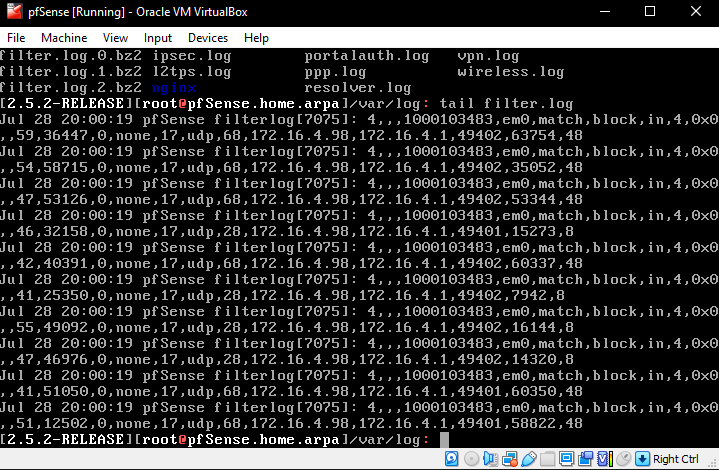 pfSense [Running] - Oracle VM VirtualBox
File Machine View Input Devices Help
filter.log.0.bz2 ipsec.log portalauth.log vpn.log
filter.log.1.bz2 l2tps.log ppp.log wireless.log
filter.log.2.bz2 nginx resolver.log
[2.5.2-RELEASE][root@pfSense.home.arpa]/var/log: tail filter.log
Jul 28 20:00:19 pfSense filterlog[7075]: 4,,,1000103483,em0,match,block,in,4,0x0
,,59,36447,0,none,17,udp,68,172.16.4.98,172.16.4.1,49402,63754,48
Jul 28 20:00:19 pfSense filterlog[7075]: 4,,,1000103483,em0,match,block,in,4,0x0
,,54,58715,0,none,17,udp,68,172.16.4.98,172.16.4.1,49402,35052,48
Jul 28 20:00:19 pfSense filterlog[7075]: 4,,,1000103483,em0,match,block,in,4,0x0
,,47,53126,0,none,17,udp,68,172.16.4.98,172.16.4.1,49402,53344,48
Jul 28 20:00:19 pfSense filterlog[7075]: 4,,,1000103483,em0,match,block,in,4,0x0
,,46,32158,0,none,17,udp,28,172.16.4.98,172.16.4.1,49401,15273,8
Jul 28 20:00:19 pfSense filterlog[7075]: 4,,,1000103483,em0,match,block,in,4,0x0
,,42,40391,0,none,17,udp,68,172.16.4.98,172.16.4.1,49402,60337,48
Jul 28 20:00:19 pfSense filterlog[7075]: 4,,,1000103483,em0,match,block,in,4,0x0
,,41,25350,0,none,17,udp,28,172.16.4.98,172.16.4.1,49402,7942,8
Jul 28 20:00:19 pfSense filterlog[7075]: 4,,,1000103483,em0,match,block,in,4,0x0
,,55,49092,0,none,17,udp,28,172.16.4.98,172.16.4.1,49402,16144,8
Jul 28 20:00:19 pfSense filterlog[7075]: 4,,,1000103483,em0,match,block,in,4,0x0
,,47,46976,0,none,17,udp,28,172.16.4.98,172.16.4.1,49402,14320,8
Jul 28 20:00:19 pfSense filterlog[7075]: 4,,,1000103483,em0,match,block,in,4,0x0
,,41,51050,0,none,17,udp,68,172.16.4.98,172.16.4.1,49401,60350,48
Jul 28 20:00:19 pfSense filterlog[7075]: 4,,,1000103483,em0,match,block,in,4,0x0
,,51,12502,0,none,17,udp,68,172.16.4.98,172.16.4.1,49401,58822,48
[2.5.2-RELEASE][root@pfSense.home.arpa]/var/log:
Right Ctrl